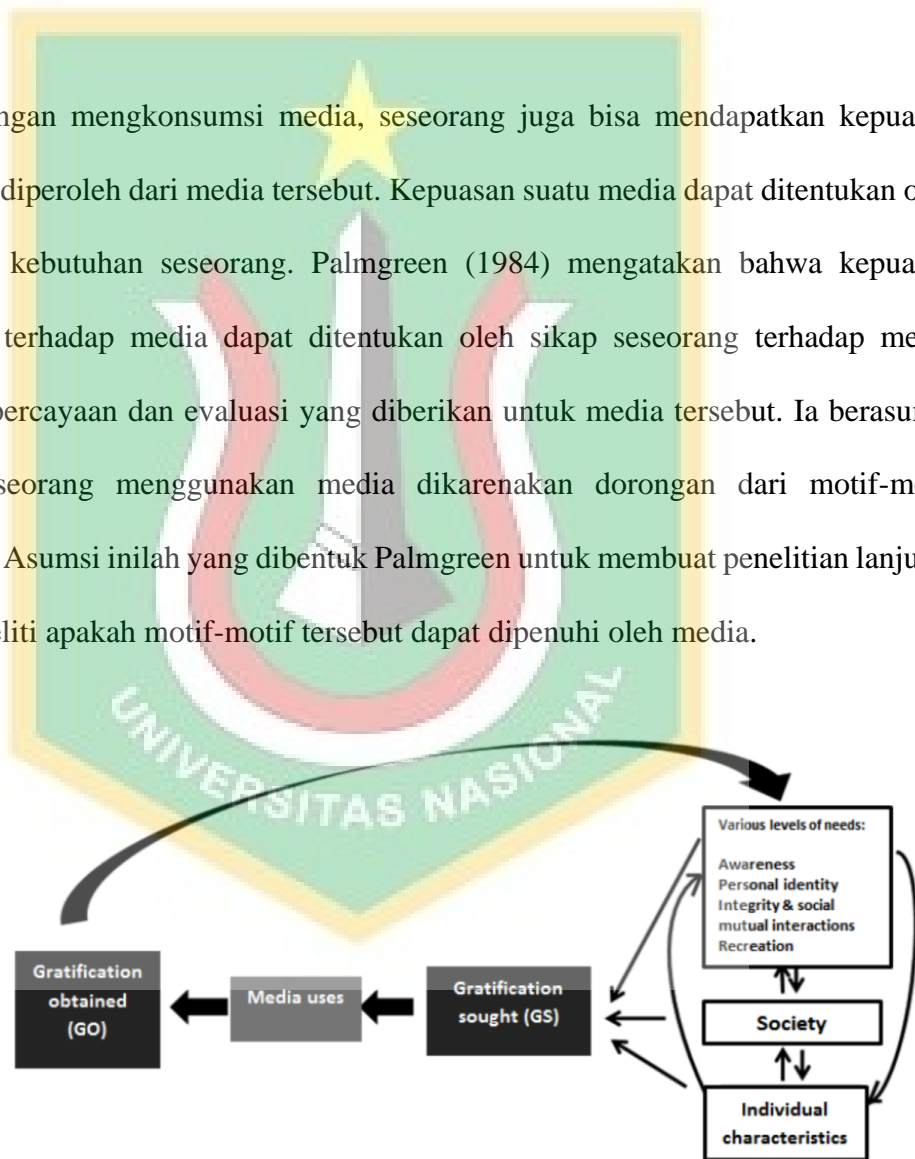 ngan mengkonsumsi media, seseorang juga bisa mendapatkan kepua
diperoleh dari media tersebut. Kepuasan suatu media dapat ditentukan o
kebutuhan seseorang. Palmgreen (1984) mengatakan bahwa kepua
terhadap media dapat ditentukan oleh sikap seseorang terhadap me
percayaan dan evaluasi yang diberikan untuk media tersebut. Ia berasu
seorang menggunakan media dikarenakan dorongan dari motif-mo
Asumsi inilah yang dibentuk Palmgreen untuk membuat penelitian lanju
eliti apakah motif-motif tersebut dapat dipenuhi oleh media.
UNIVERSITAS NASIONAL
Various levels of needs:
Awareness
Personal identity
Integrity & social
mutual interactions
Recreation
Gratification
obtained
(GO)
Media uses
Gratification
sought (GS)
Society
Individual
characteristics